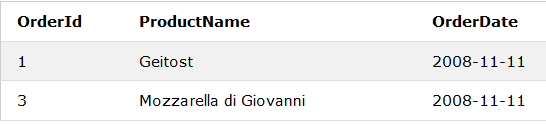 OrderId ProductName OrderDate
1 Geitost 2008-11-11
3 Mozzarella di Giovanni 2008-11-11